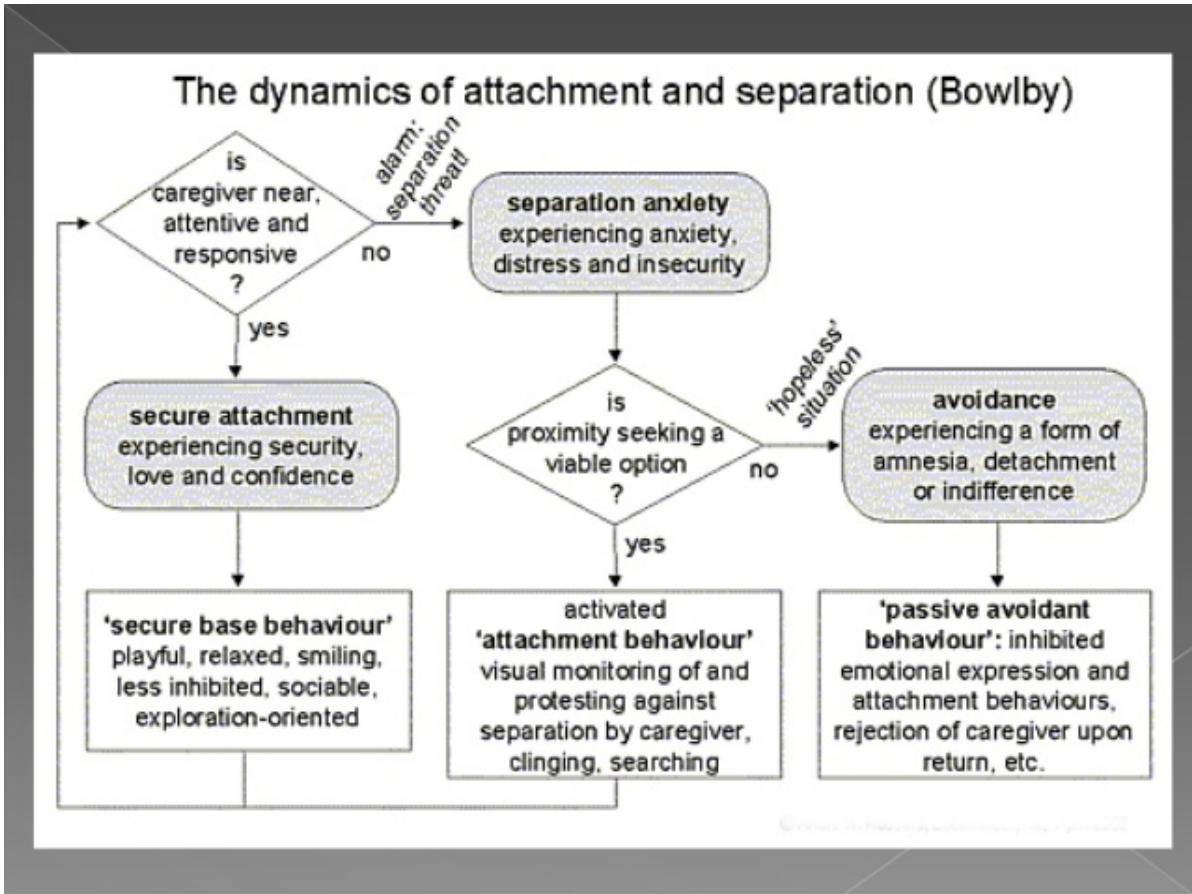 The dynamics of attachment and separation (Bowlby)
is
caregiver near,
attentive and
responsive
?
alarm:
separation
threat!
no
separation anxiety
experiencing anxiety,
distress and insecurity
yes
secure attachment
experiencing security,
love and confidence
is
proximity seeking a
viable option
?
'hopeless'
situation
no
avoidance
experiencing a form of
amnesia, detachment
or indifference
yes
'secure base behaviour'
playful, relaxed, smiling,
less inhibited, sociable,
exploration-oriented
activated
'attachment behaviour'
visual monitoring of and
protesting against
separation by caregiver,
clinging, searching
'passive avoidant
behaviour': inhibited
emotional expression and
attachment behaviours,
rejection of caregiver upon
return, etc.